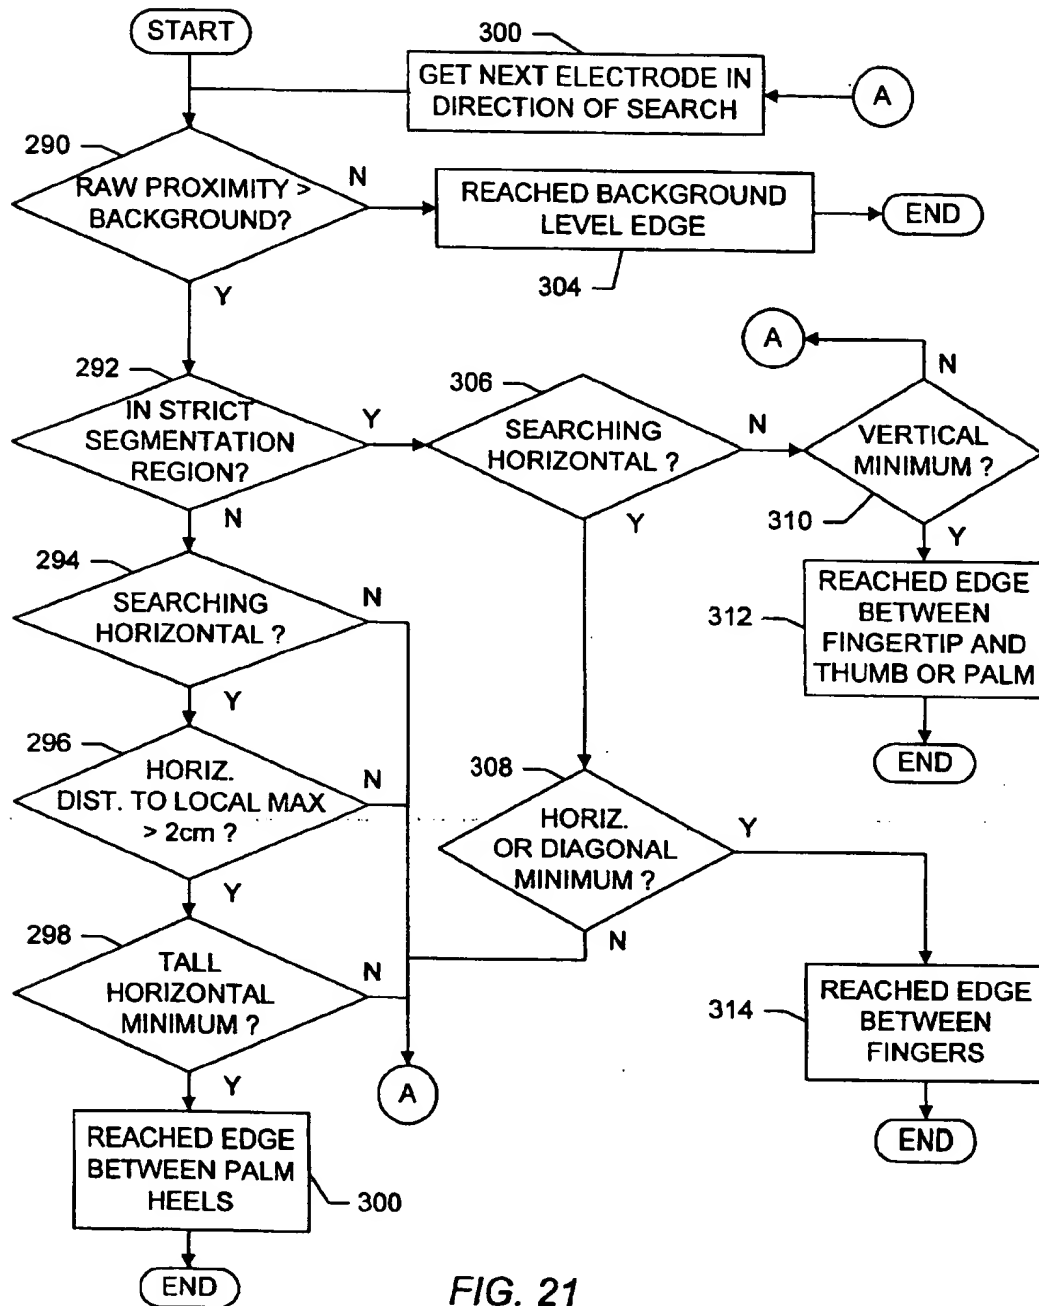 START
300
GET NEXT ELECTRODE IN
DIRECTION OF SEARCH
A
290
RAW PROXIMITY >
BACKGROUND?
N
Y
REACHED BACKGROUND
LEVEL EDGE
304
END
292
IN STRICT
SEGMENTATION
REGION?
Y
N
306
SEARCHING
HORIZONTAL ?
N
Y
A
N
VERTICAL
MINIMUM ?
310
Y
294
SEARCHING
HORIZONTAL ?
N
Y
312
REACHED EDGE
BETWEEN
FINGERTIP AND
THUMB OR PALM
END
296
HORIZ.
DIST. TO LOCAL MAX
> 2cm ?
N
Y
308
HORIZ.
OR DIAGONAL
MINIMUM ?
Y
N
298
TALL
HORIZONTAL
MINIMUM ?
N
Y
A
314
REACHED EDGE
BETWEEN
FINGERS
END
REACHED EDGE
BETWEEN PALM
HEELS
300
END
FIG. 21